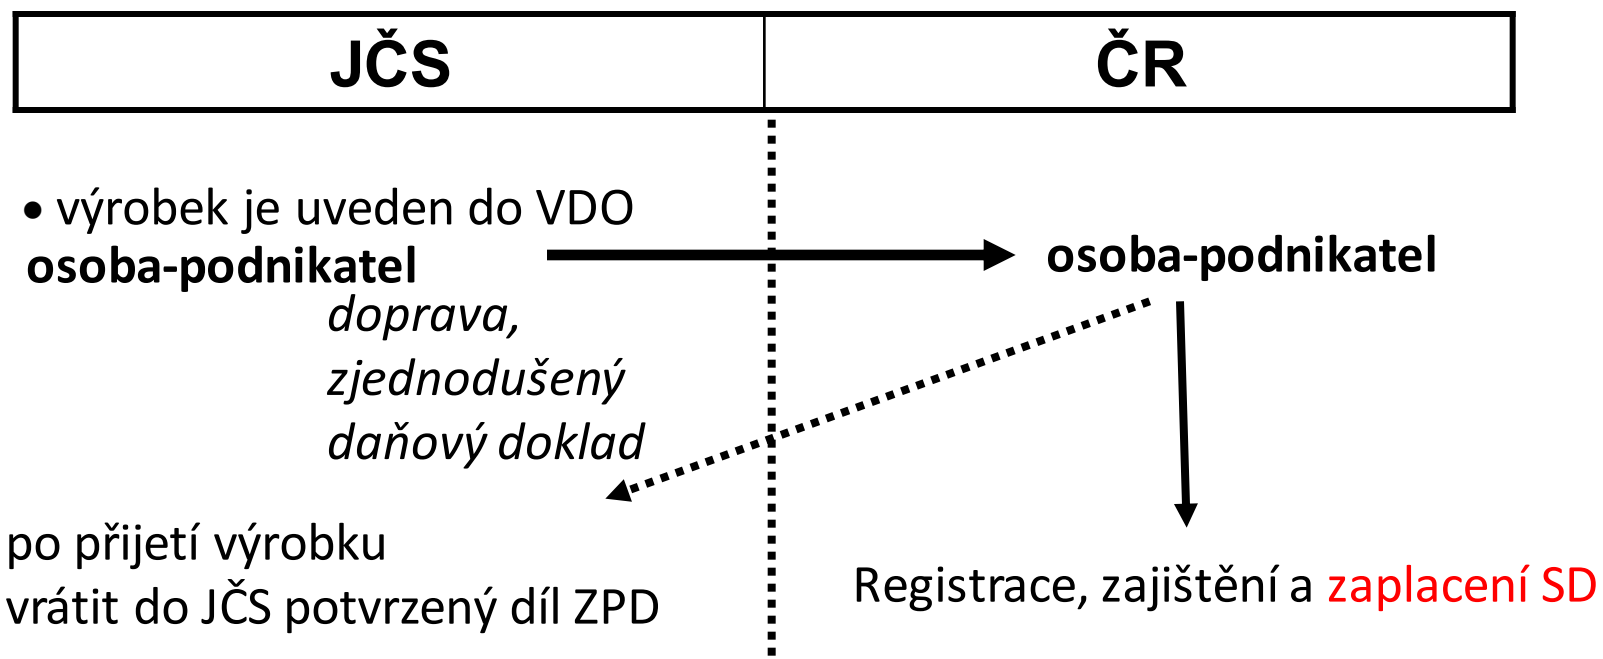 JČS
ČR
• výrobek je uveden do VDO
osoba-podnikatel
osoba-podnikatel
doprava,
zjednodušený
daňový doklad
po přijetí výrobku
vrátit do JČS potvrzený díl ZPD
Registrace, zajištění a zaplacení SD